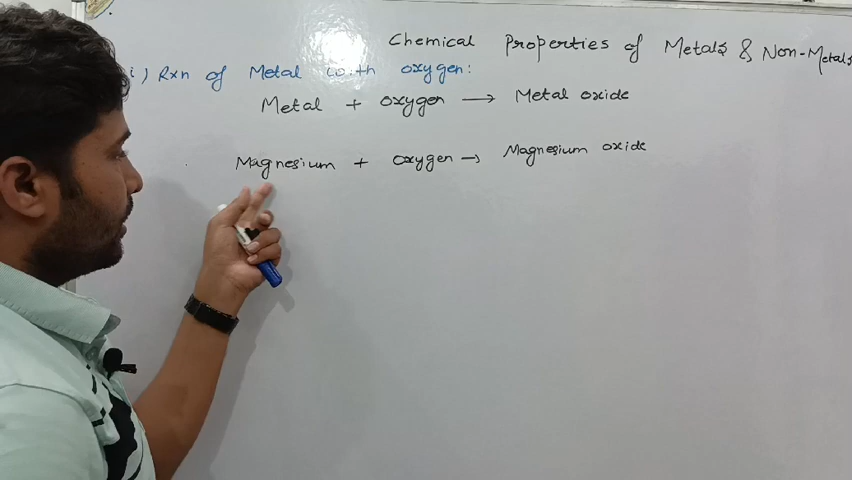 Chemical Properties of Metals & Non-Metals
i) Rxn of Metal with oxygen:
Metal + oxygen → Metal oxide
Magnesium + oxygen → Magnesium oxide